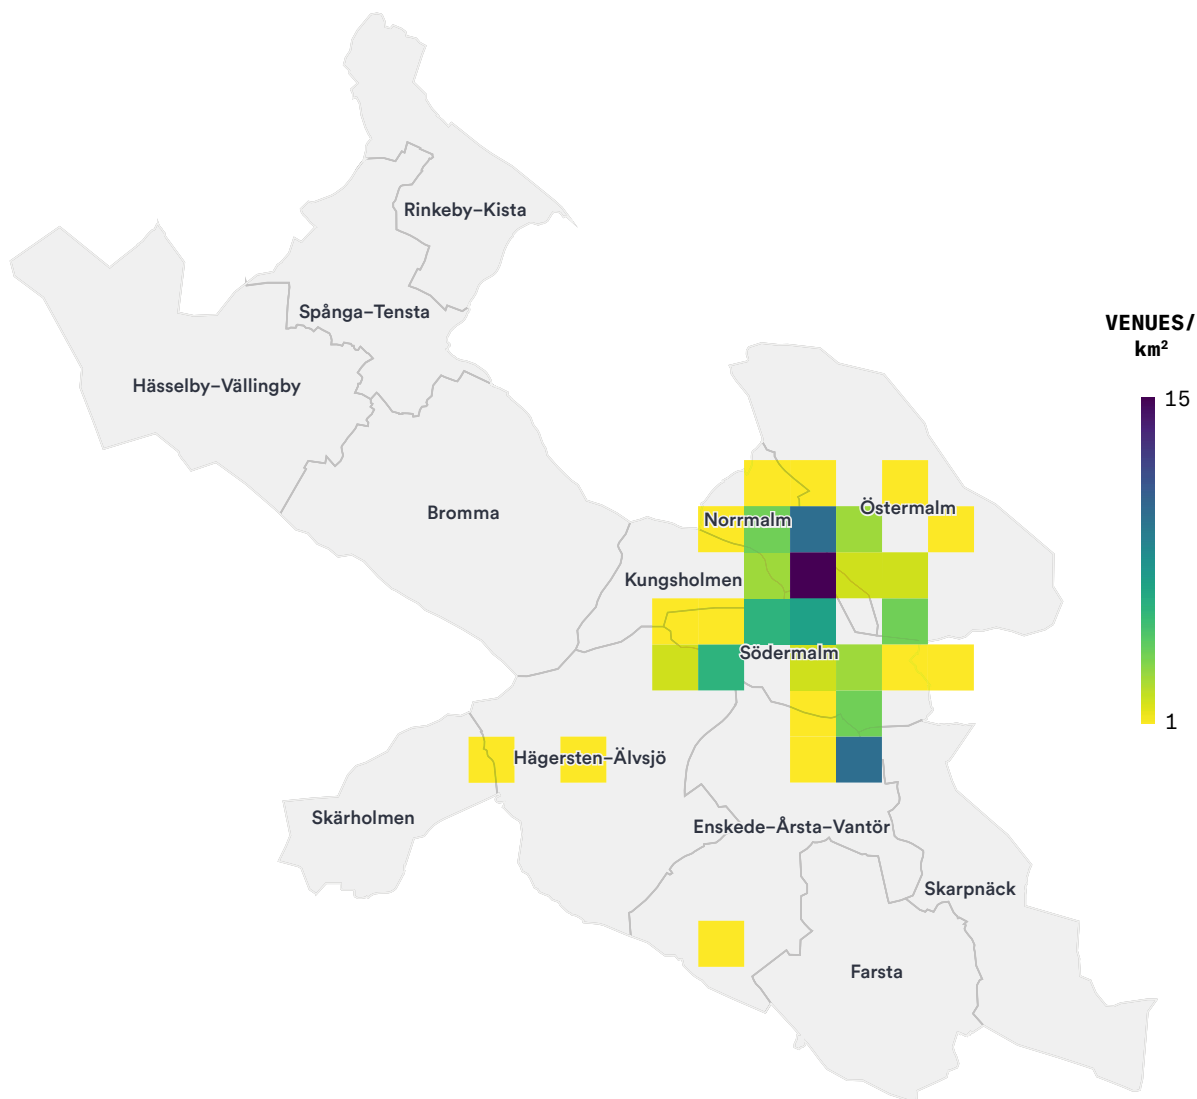 Rinkeby–Kista
Spånga–Tensta
VENUES/
km²
Hässelby–Vällingby
15
Bromma
Norrmalm
Östermalm
Kungsholmen
Södermalm
1
Hägersten–Älvsjö
Skärholmen
Enskede–Årsta–Vantör
Skarpnäck
Farsta